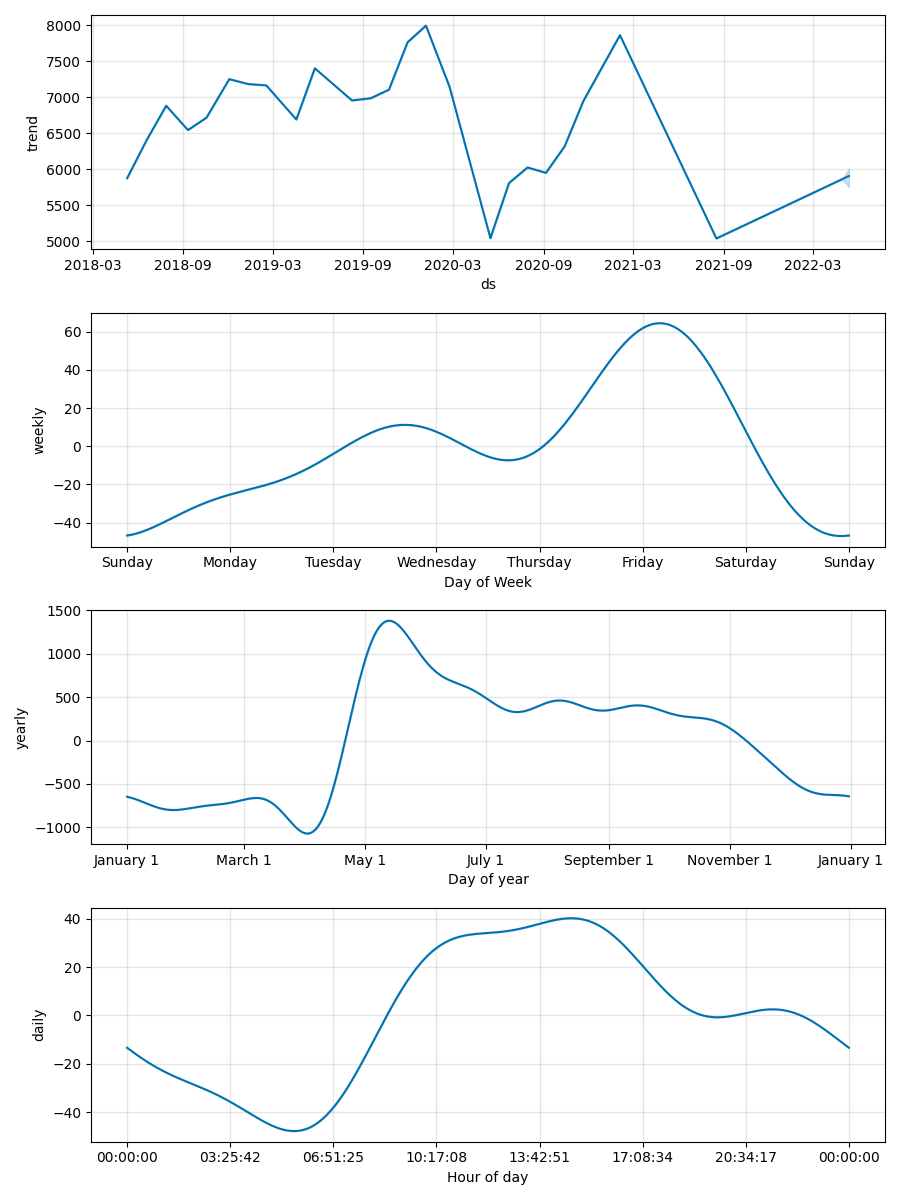 8000
7500
7000
6500
6000
5500
5000
trend
2018-03 2018-09 2019-03 2019-09 2020-03 2020-09 2021-03 2021-09 2022-03
ds
60
40
20
0
−20
−40
weekly
Sunday Monday Tuesday Wednesday Thursday Friday Saturday Sunday
Day of Week
1500
1000
500
0
−500
−1000
yearly
January 1 March 1 May 1 July 1 September 1 November 1 January 1
Day of year
40
20
0
−20
−40
daily
00:00:00 03:25:42 06:51:25 10:17:08 13:42:51 17:08:34 20:34:17 00:00:00
Hour of day